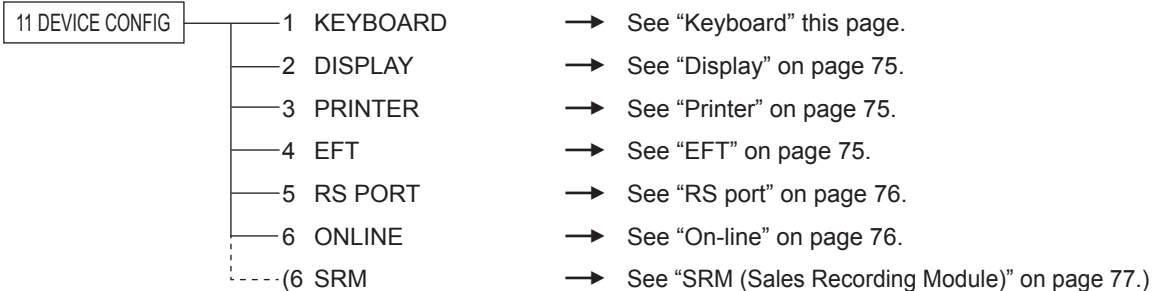 11 DEVICE CONFIG 1 KEYBOARD See “Keyboard” this page.
2 DISPLAY See “Display” on page 75.
3 PRINTER See “Printer” on page 75.
4 EFT See “EFT” on page 75.
5 RS PORT See “RS port” on page 76.
6 ONLINE See “On-line” on page 76.
(6 SRM See “SRM (Sales Recording Module)” on page 77.)